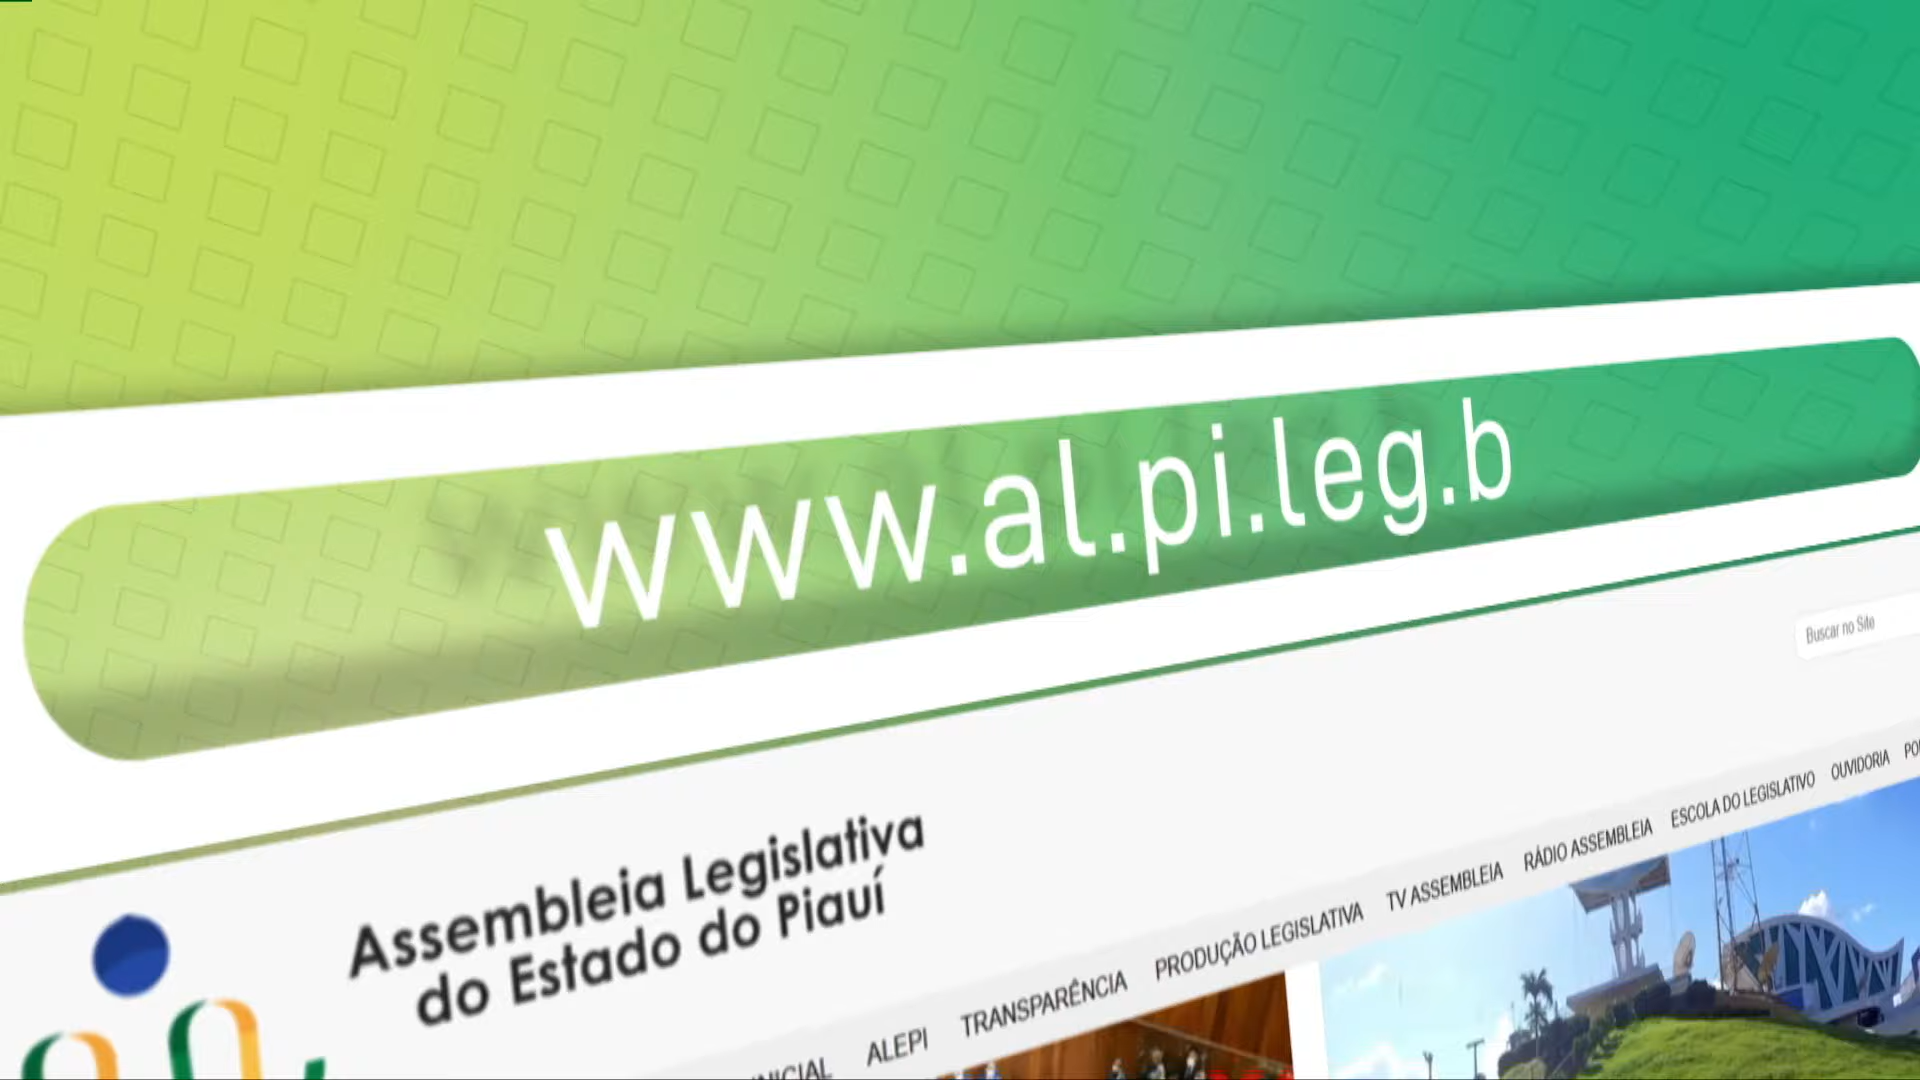 www.al.pi.leg.b
Buscar no Site
Assembleia Legislativa
do Estado do Piauí
ALEPI TRANSPARÊNCIA PRODUÇÃO LEGISLATIVA TV ASSEMBLEIA RÁDIO ASSEMBLEIA ESCOLA DO LEGISLATIVO OUVIDORIA